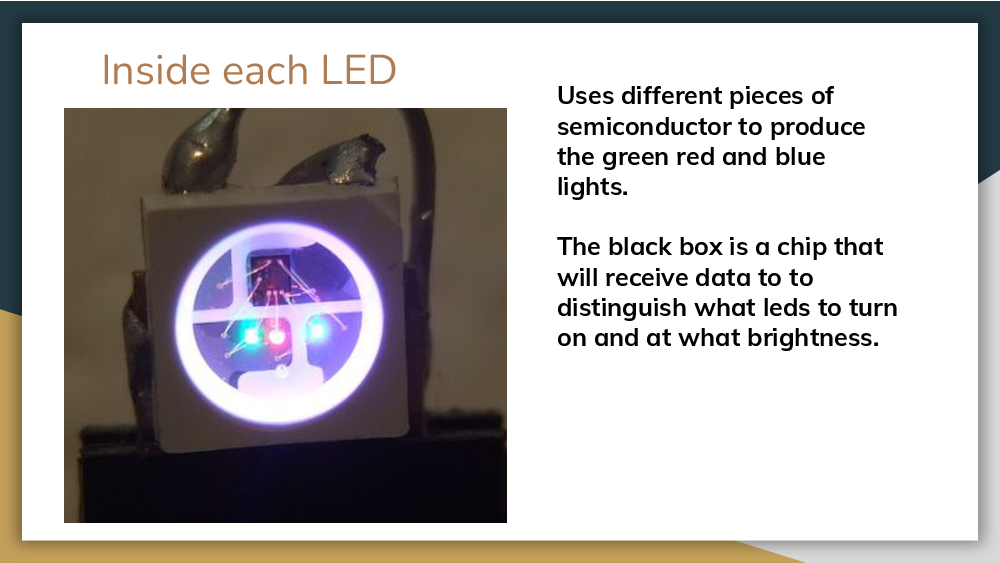 Inside each LED
Uses different pieces of
semiconductor to produce
the green red and blue
lights.
The black box is a chip that
will receive data to to
distinguish what leds to turn
on and at what brightness.